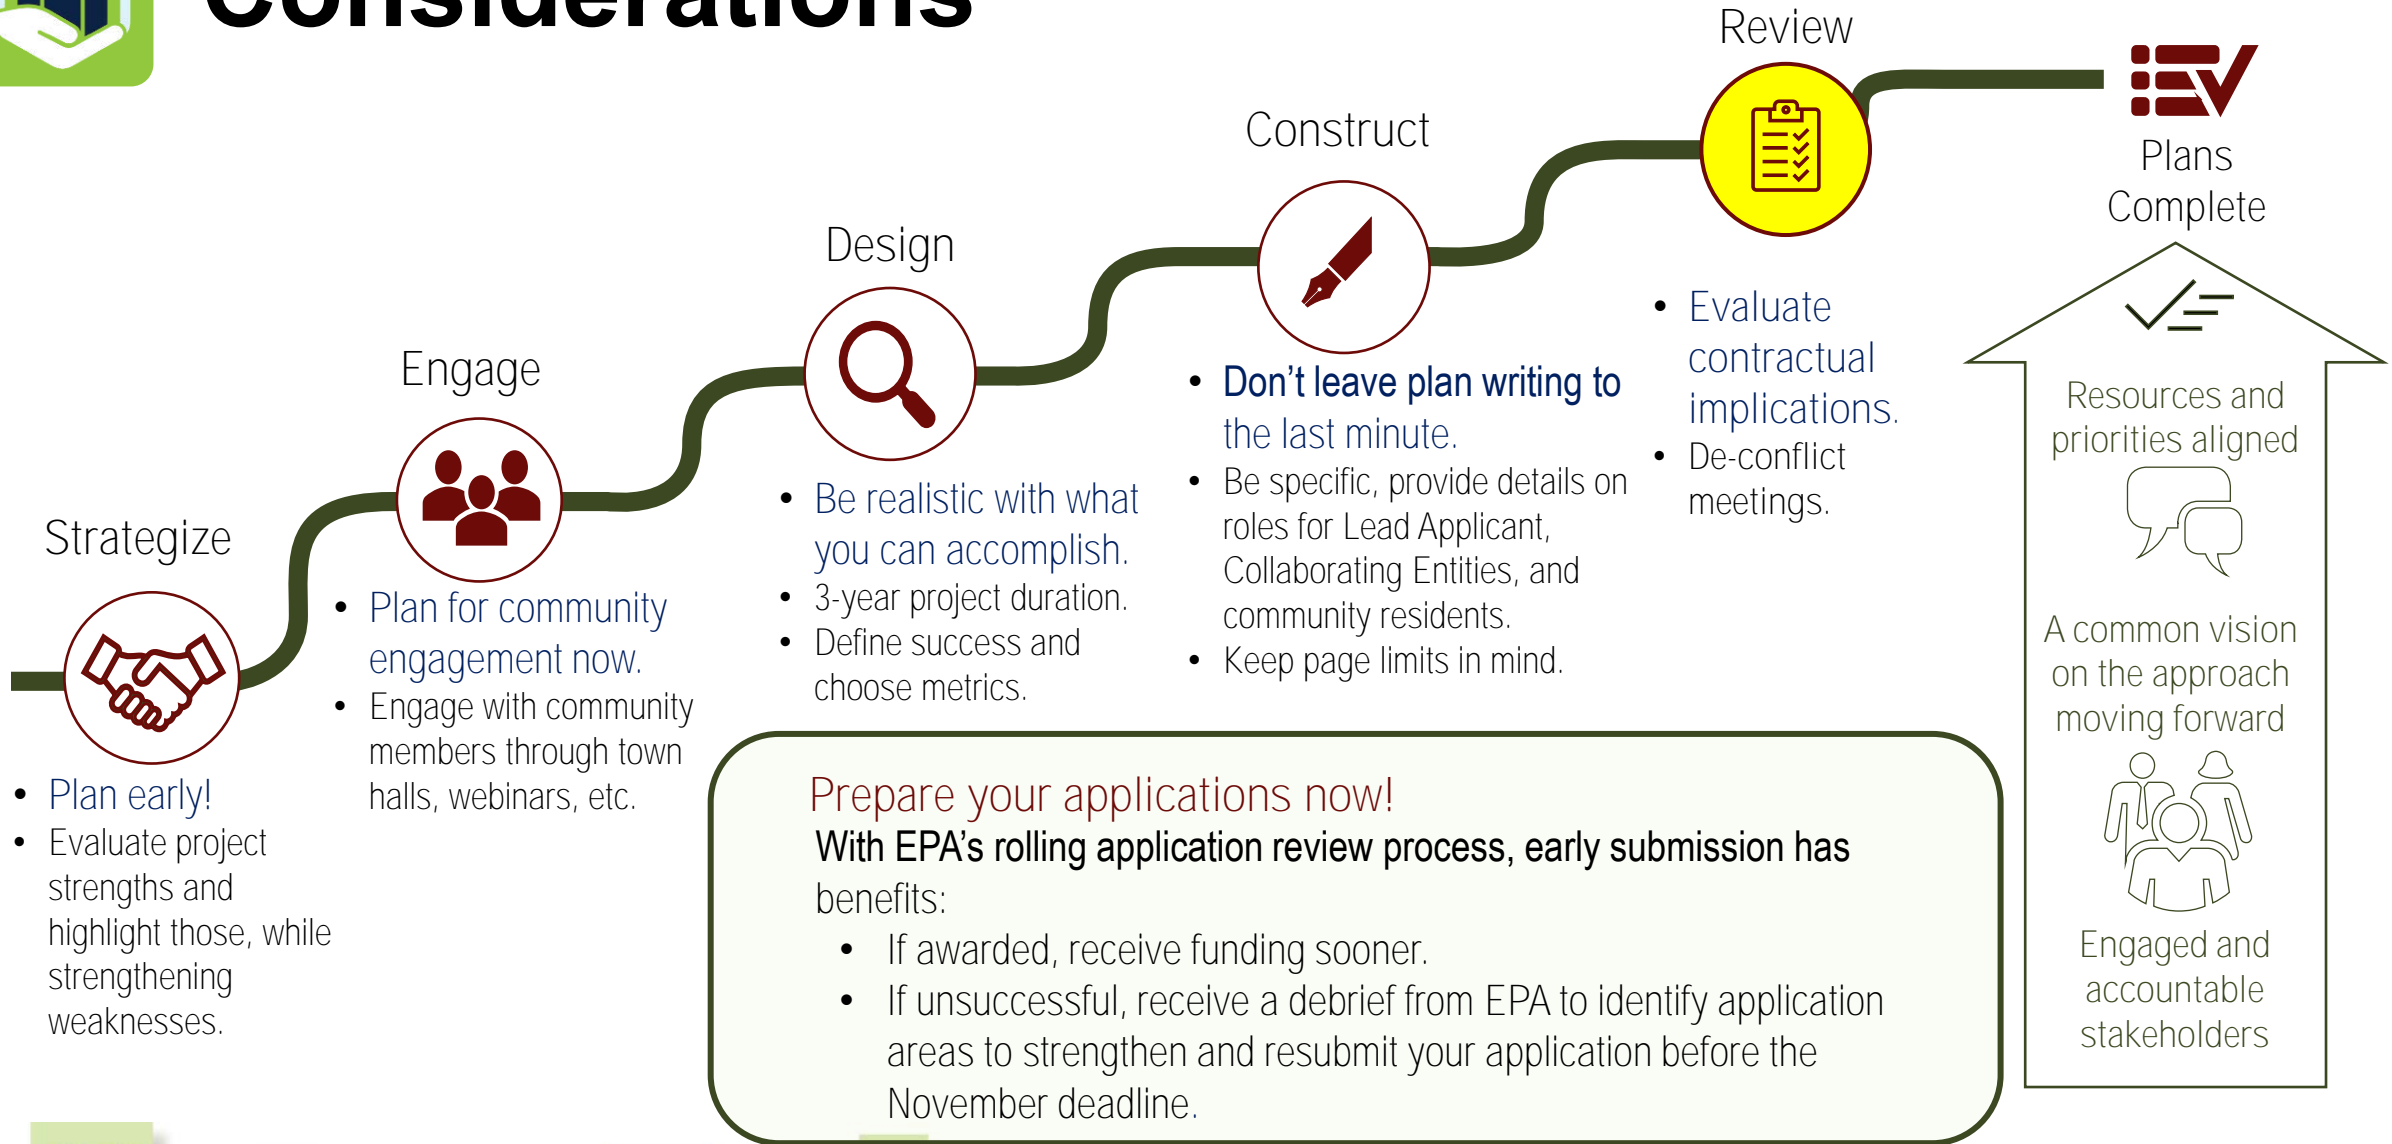 Considerations
Strategize
• Plan early!
• Evaluate project
strengths and
highlight those, while
strengthening
weaknesses.
Engage
• Plan for community
engagement now.
• Engage with community
members through town
halls, webinars, etc.
Design
• Be realistic with what
you can accomplish.
• 3-year project duration.
• Define success and
choose metrics.
Construct
• Don’t leave plan writing to
the last minute.
• Be specific, provide details on
roles for Lead Applicant,
Collaborating Entities, and
community residents.
• Keep page limits in mind.
Review
• Evaluate
contractual
implications.
• De-conflict
meetings.
Plans
Complete
Resources and
priorities aligned
A common vision
on the approach
moving forward
Engaged and
accountable
stakeholders
Prepare your applications now!
With EPA’s rolling application review process, early submission has
benefits:
• If awarded, receive funding sooner.
• If unsuccessful, receive a debrief from EPA to identify application
areas to strengthen and resubmit your application before the
November deadline.